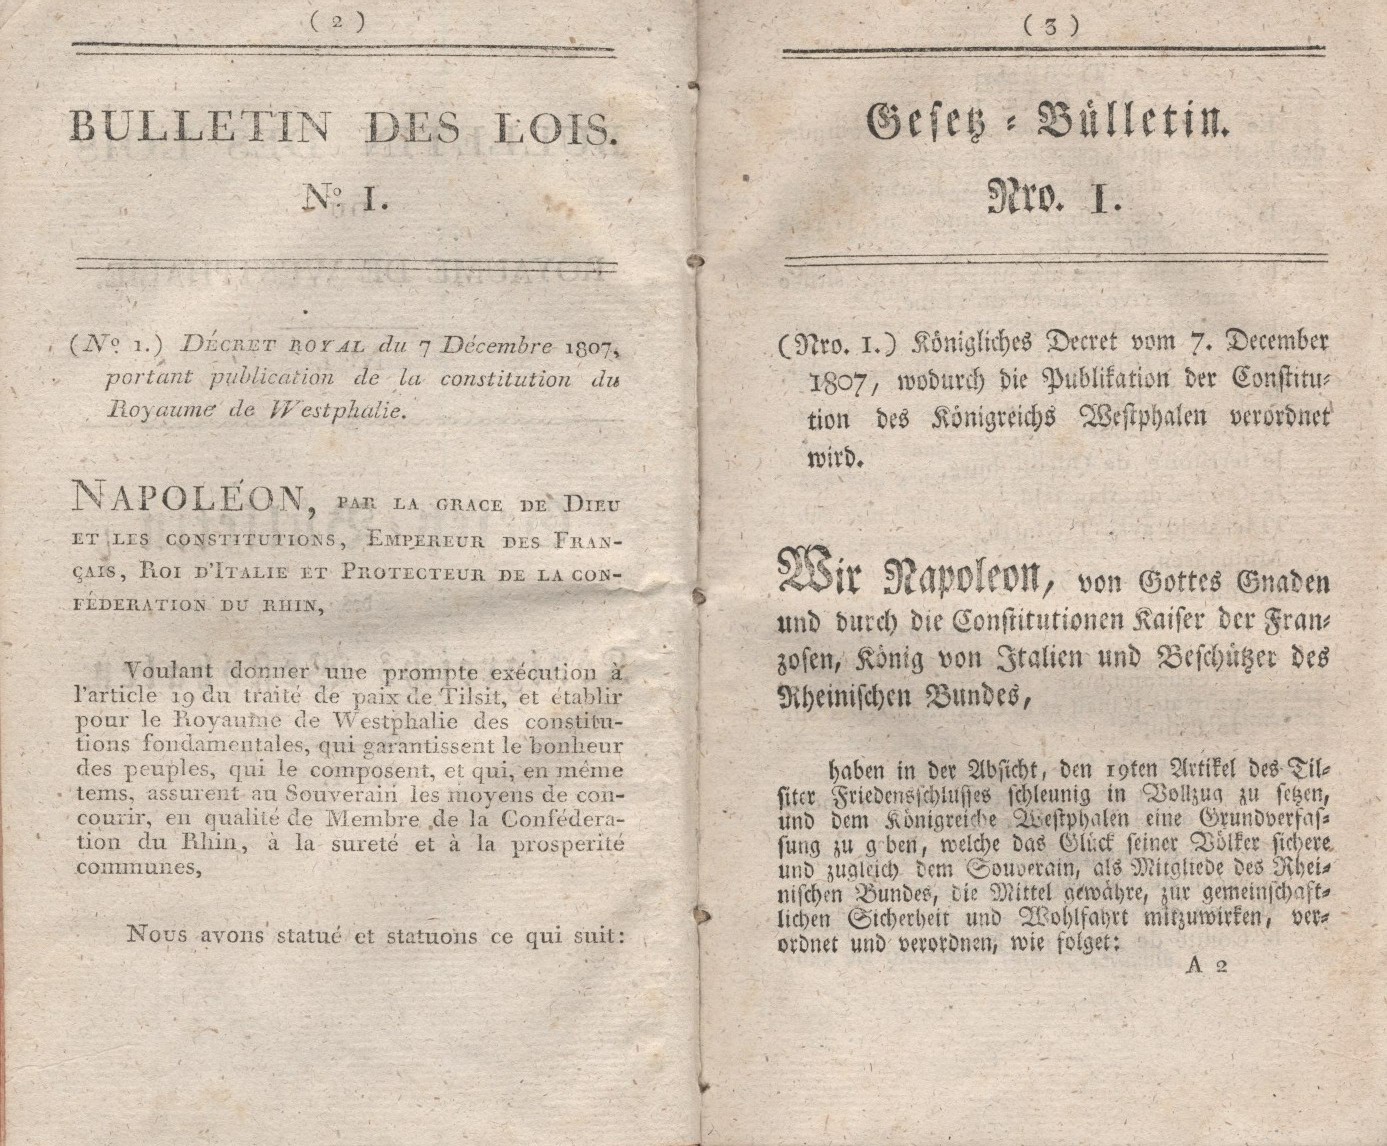 ( 2 )
BULLETIN DES LOIS.
Nº. I.
(Nº. 1.) DÉCRET ROYAL du 7 Décembre 1807,
portant publication de la constitution du
Royaume de Westphalie.
NAPOLÉON, PAR LA GRACE DE DIEU
ET LES CONSTITUTIONS, EMPEREUR DES FRAN-
ÇAIS, ROI D'ITALIE ET PROTECTEUR DE LA CON-
FÉDERATION DU RHIN,
Voulant donner une prompte exécution à
l'article 19 du traité de paix de Tilsit, et établir
pour le Royaume de Westphalie des constitu-
tions fondamentales, qui garantissent le bonheur
des peuples, qui le composent, et qui, en même
tems, assurent au Souverain les moyens de con-
courir, en qualité de Membre de la Confédera-
tion du Rhin, à la sureté et à la prosperité
communes,
Nous avons statué et statuons ce qui suit:
( 3 )
Gesetz-Bülletin.
Nro. I.
(Nro. I.) Königliches Decret vom 7. December
1807, wodurch die Publikation der Constitu-
tion des Königreichs Westphalen verordnet
wird.
Wir Napoleon, von Gottes Gnaden
und durch die Constitutionen Kaiser der Fran-
zosen, König von Italien und Beschützer des
Rheinischen Bundes,
haben in der Absicht, den 19ten Artikel des Til-
siter Friedensschlusses schleunig in Vollzug zu setzen,
und dem Königreiche Westphalen eine Grundverfas-
sung zu g ben, welche das Glück seiner Völker sichere
und zugleich dem Souverain, als Mitgliede des Rhei-
nischen Bundes, die Mittel gewähre, zur gemeinschaft-
lichen Sicherheit und Wohlfahrt mitzuwirken, ver-
ordnet und verordnen, wie folget:
A 2